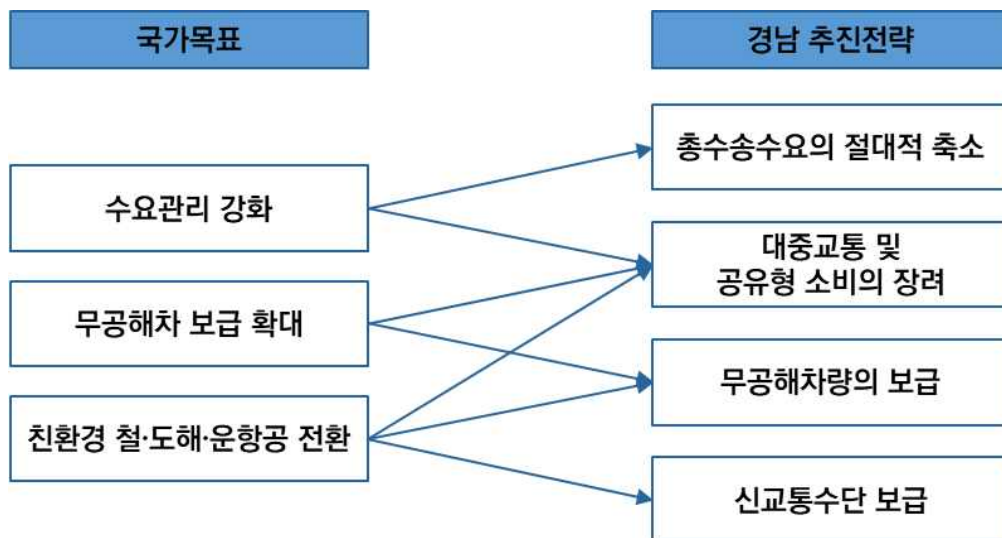 국가목표
수요관리 강화
무공해차 보급 확대
친환경 철·도해·운항공 전환
경남 추진전략
총수송수요의 절대적 축소
대중교통 및
공유형 소비의 장려
무공해차량의 보급
신교통수단 보급